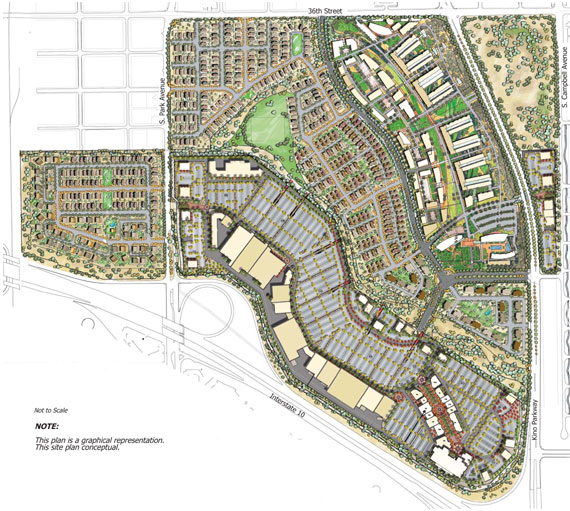 36th Street
S. Park Avenue
S. Campbell Avenue
Interstate 10
Kino Parkway
Not to Scale
NOTE:
This plan is a graphical representation.
This site plan conceptual.